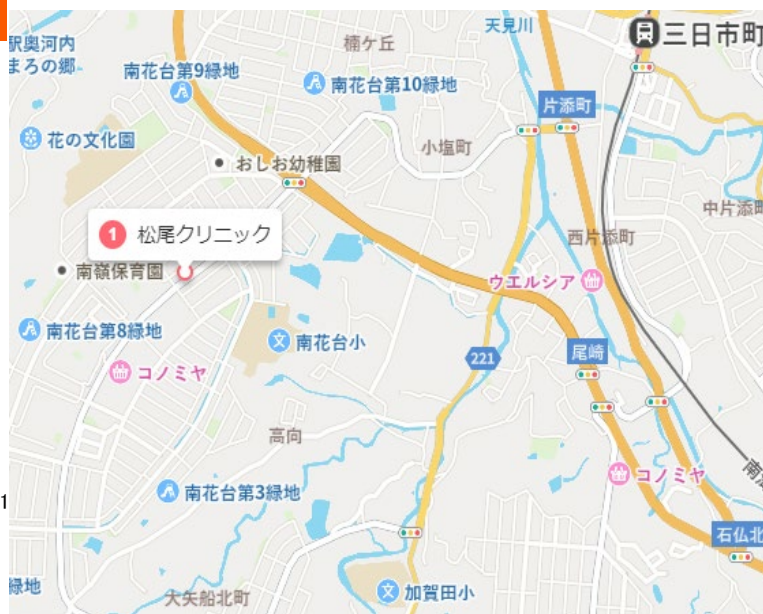 天見川
三日市町
駅奥河内
まろの郷
楠ケ丘
南花台第9緑地
南花台第10緑地
片添町
花の文化園
小塩町
おしお幼稚園
中片添町
1 松尾クリニック
西片添町
南嶺保育園
ウエルシア
南花台第8緑地
南花台小
221
尾崎
コノミヤ
高向
コノミヤ
南花台第3緑地
1
石仏北
緑地
大矢船北町
加賀田小